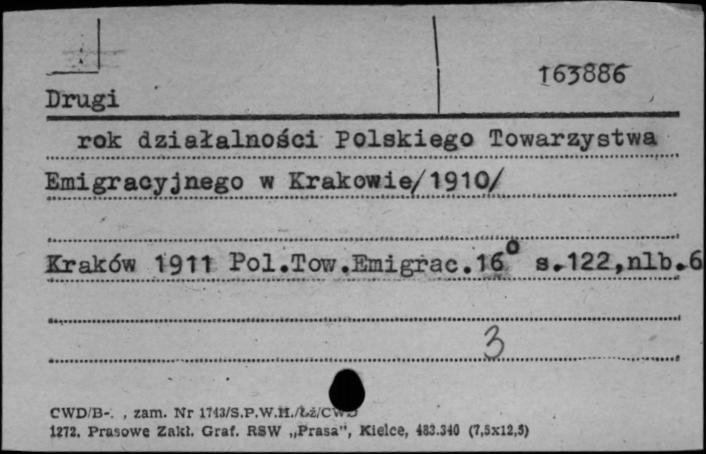 163886
Drugi
rok działalności Polskiego Towarzystwa
Emigracyjnego w Krakowie/1910/
Kraków 1911 Pol.Tow.Emigrac.16° s.122,nlb.6
3
CWD/B-. , zam. Nr 1743/S.P.W.H./Łż/CWD
1272. Prasowe Zakł. Graf. RSW „Prasa", Kielce, 483.340 (7,5x12,5)